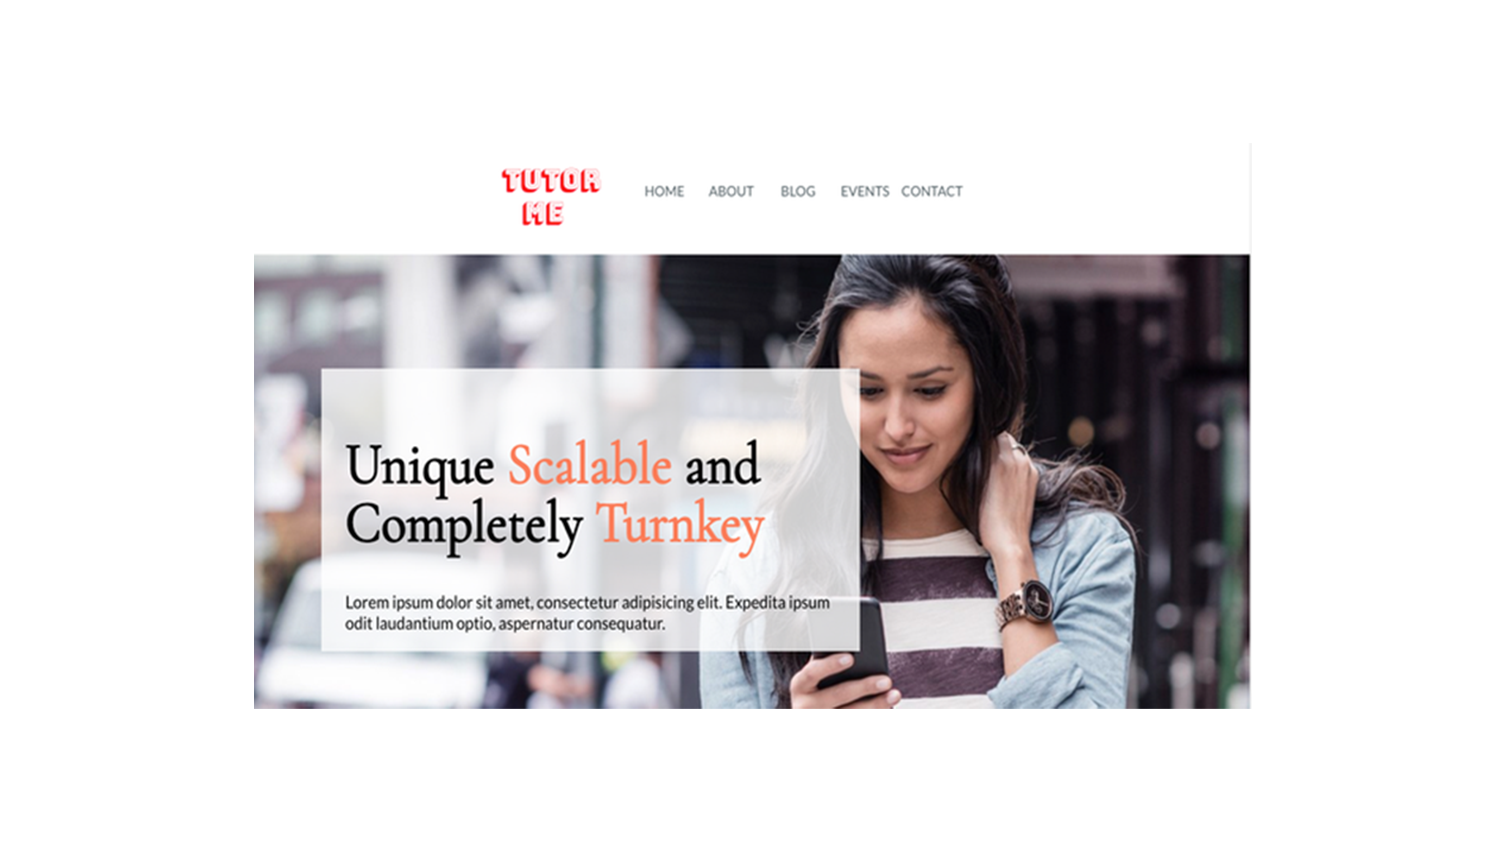 TUTOR
ME
HOME ABOUT BLOG EVENTS CONTACT
Unique Scalable and
Completely Turnkey
Lorem ipsum dolor sit amet, consectetur adipisicing elit. Expedita ipsum
odit laudantium optio, aspernatur consequatur.